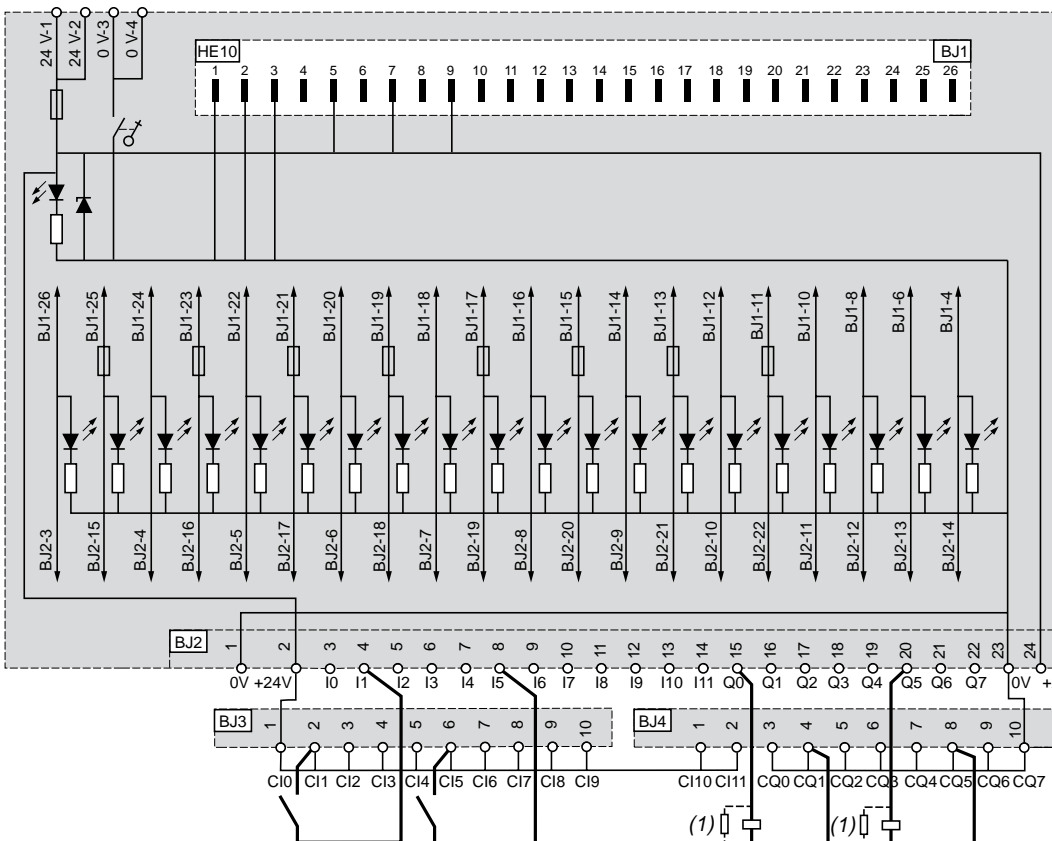 24 V-1 24 V-2 0 V-3 0 V-4
HE10 BJ1
1 2 3 4 5 6 7 8 9 10 11 12 13 14 15 16 17 18 19 20 21 22 23 24 25 26
BJ1-26 BJ1-25 BJ1-24 BJ1-23 BJ1-22 BJ1-21 BJ1-20 BJ1-19 BJ1-18 BJ1-17 BJ1-16 BJ1-15 BJ1-14 BJ1-13 BJ1-12 BJ1-11 BJ1-10 BJ1-8 BJ1-6 BJ1-4
BJ2-3 BJ2-15 BJ2-4 BJ2-16 BJ2-5 BJ2-17 BJ2-6 BJ2-18 BJ2-7 BJ2-19 BJ2-8 BJ2-20 BJ2-9 BJ2-21 BJ2-10 BJ2-22 BJ2-11 BJ2-12 BJ2-13 BJ2-14
BJ2 1 2 3 4 5 6 7 8 9 10 11 12 13 14 15 16 17 18 19 20 21 22 23 24
0V +24V I0 I1 I2 I3 I4 I5 I6 I7 I8 I9 I10 I11 Q0 Q1 Q2 Q3 Q4 Q5 Q6 Q7 0V +
BJ3 1 2 3 4 5 6 7 8 9 10 BJ4 1 2 3 4 5 6 7 8 9 10
CI0 CI1 CI2 CI3 CI4 CI5 CI6 CI7 CI8 CI9 CI10 CI11 CQ0 CQ1 CQ2 CQ3 CQ4 CQ5 CQ6 CQ7
(1) (1)